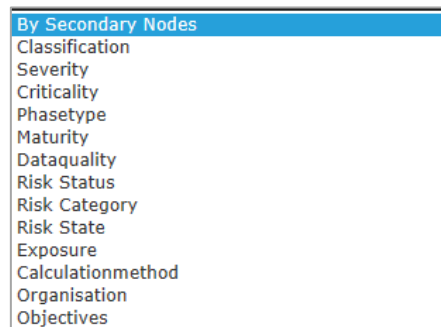 By Secondary Nodes
Classification
Severity
Criticality
Phasetype
Maturity
Dataquality
Risk Status
Risk Category
Risk State
Exposure
Calculationmethod
Organisation
Objectives